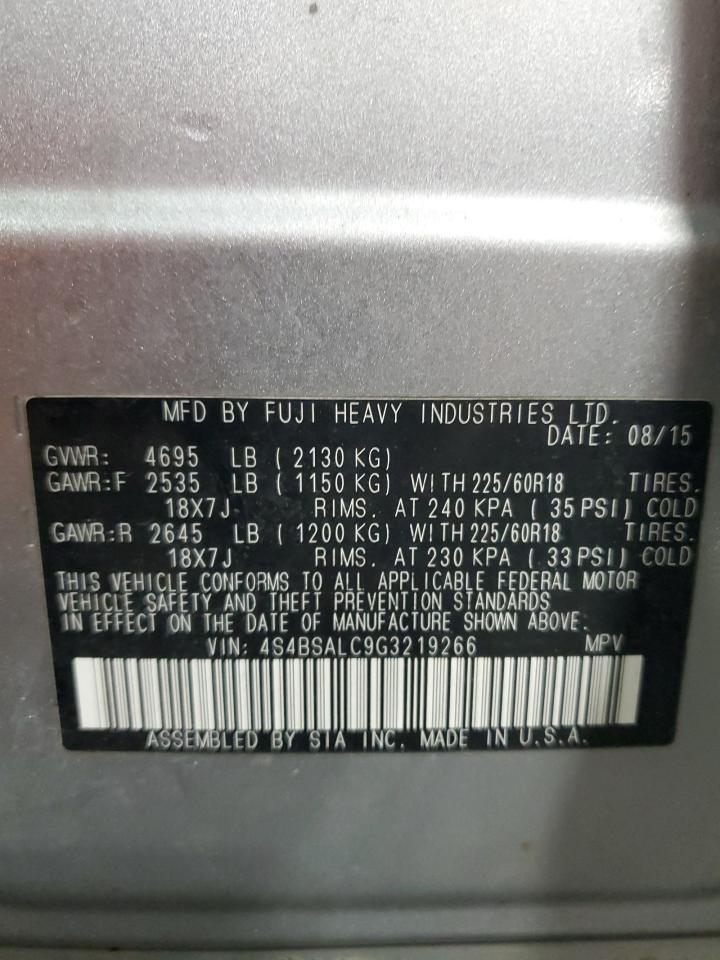 MFD BY FUJI HEAVY INDUSTRIES LTD.
DATE: 08/15
GVWR: 4695 LB ( 2130 KG)
GAWR:F 2535 LB ( 1150 KG) WITH 225/60R18 TIRES.
18X7J RIMS. AT 240 KPA ( 35 PSI) COLD
GAWR:R 2645 LB ( 1200 KG) WITH 225/60R18 TIRES.
18X7J RIMS. AT 230 KPA ( 33 PSI) COLD
THIS VEHICLE CONFORMS TO ALL APPLICABLE FEDERAL MOTOR
VEHICLE SAFETY AND THEFT PREVENTION STANDARDS
IN EFFECT ON THE DATE OF MANUFACTURE SHOWN ABOVE:
VIN: 4S4BSALC9G3219266 MPV
ASSEMBLED BY SIA INC. MADE IN U.S.A.